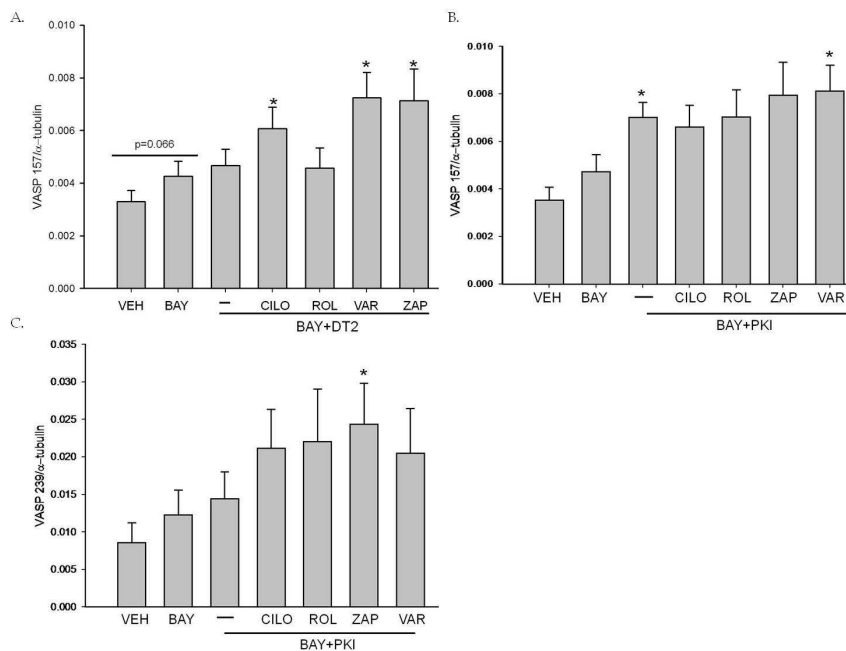 A.
0.010
0.008
0.006
0.004
0.002
0.000
VASP 157/α-tubulin
p=0.066
*
*
*
VEH BAY — CILO ROL VAR ZAP
BAY+DT2
B.
0.010
0.008
0.006
0.004
0.002
0.000
VASP 157/α-tubulin
*
*
VEH BAY — CILO ROL ZAP VAR
BAY+PKI
C.
0.035
0.030
0.025
0.020
0.015
0.010
0.005
0.000
VASP 239/α-tubulin
*
VEH BAY — CILO ROL ZAP VAR
BAY+PKI